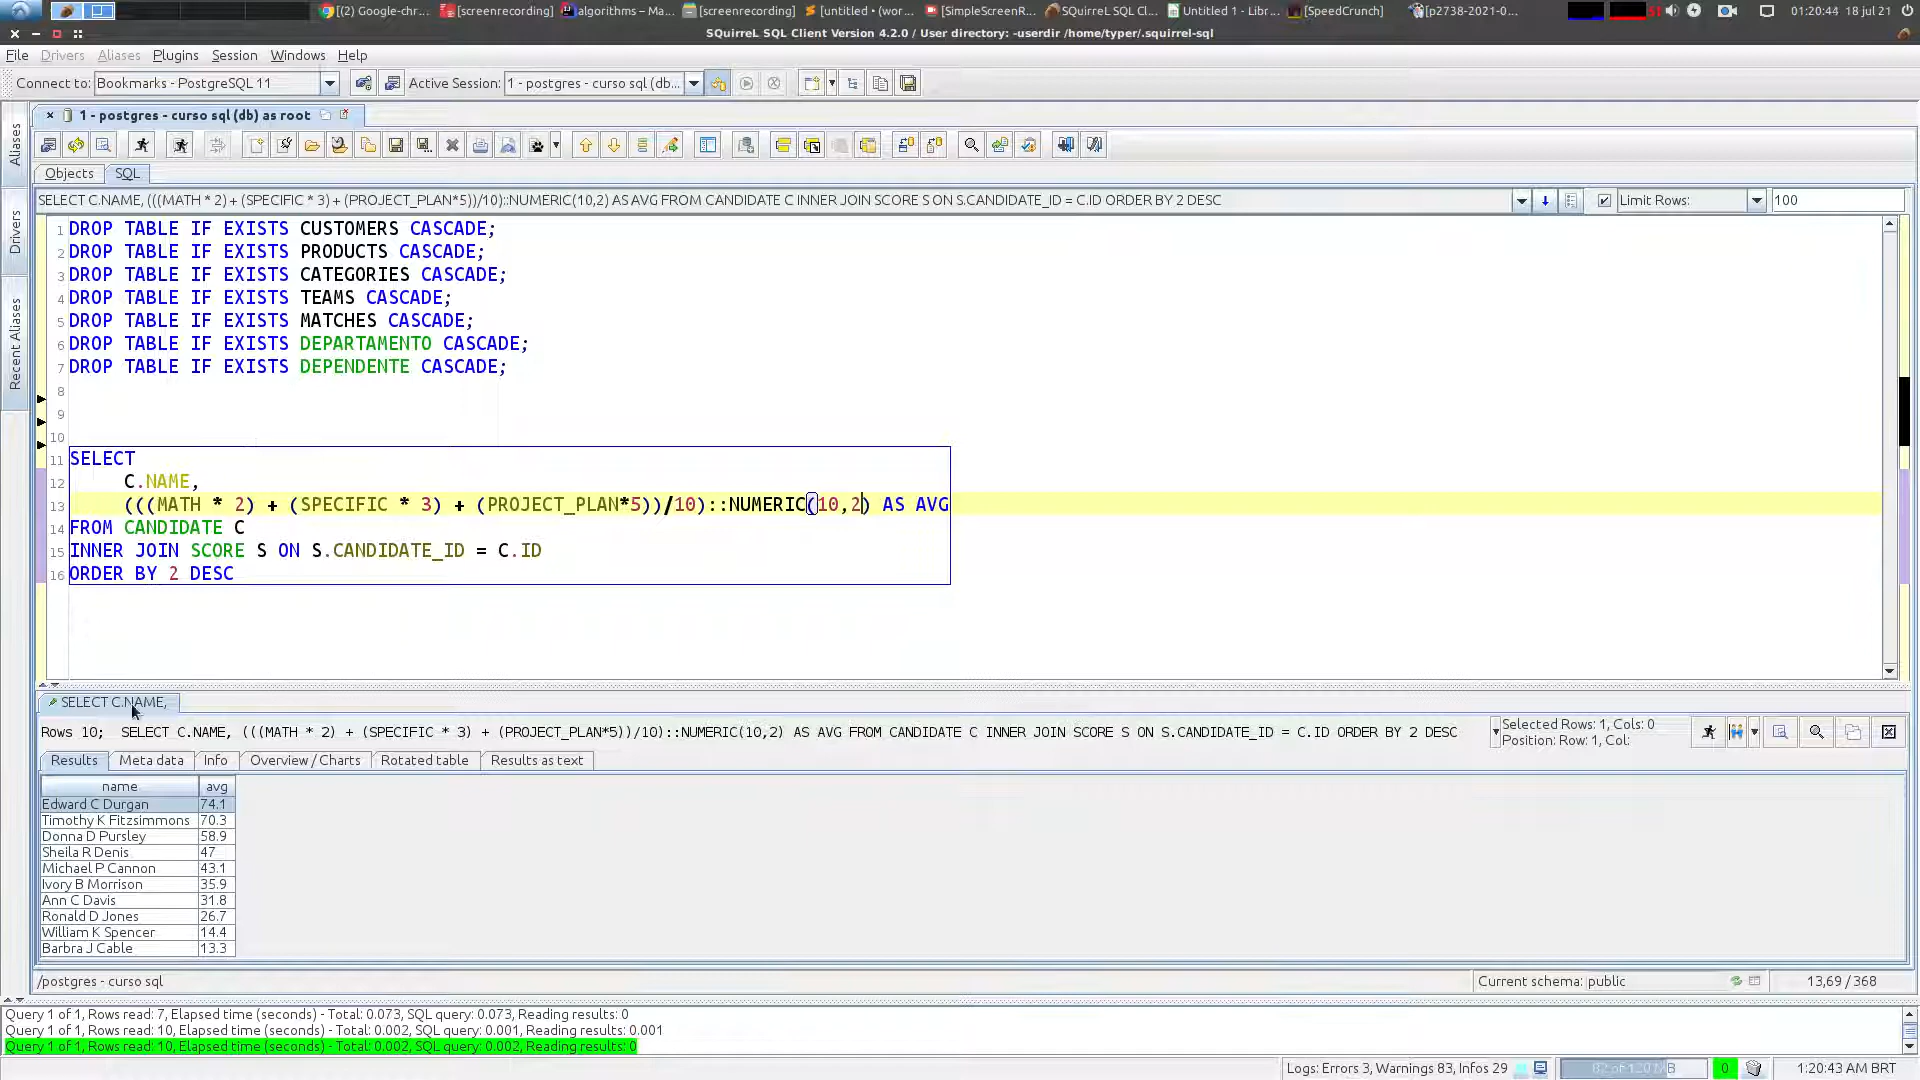 [(2) Google-chr...
[screenrecording]
algorithms – Ma...
[screenrecording]
[untitled • (wor...
[SimpleScreenR...
SQuirreL SQL Cl...
Untitled 1 - Libr...
[SpeedCrunch]
[p2738-2021-0...
01:20:44 18 jul 21
SQuirreL SQL Client Version 4.2.0 / User directory: -userdir /home/typer/.squirrel-sql
File Drivers Aliases Plugins Session Windows Help
Connect to: Bookmarks - PostgreSQL 11
Active Session: 1 - postgres - curso sql (db...
1 - postgres - curso sql (db) as root
Aliases
Drivers
Recent Aliases
Objects SQL
SELECT C.NAME, (((MATH * 2) + (SPECIFIC * 3) + (PROJECT_PLAN*5))/10)::NUMERIC(10,2) AS AVG FROM CANDIDATE C INNER JOIN SCORE S ON S.CANDIDATE_ID = C.ID ORDER BY 2 DESC
Limit Rows: 100
1 DROP TABLE IF EXISTS CUSTOMERS CASCADE;
2 DROP TABLE IF EXISTS PRODUCTS CASCADE;
3 DROP TABLE IF EXISTS CATEGORIES CASCADE;
4 DROP TABLE IF EXISTS TEAMS CASCADE;
5 DROP TABLE IF EXISTS MATCHES CASCADE;
6 DROP TABLE IF EXISTS DEPARTAMENTO CASCADE;
7 DROP TABLE IF EXISTS DEPENDENTE CASCADE;
8
9
10
11 SELECT
12 C.NAME,
13 (((MATH * 2) + (SPECIFIC * 3) + (PROJECT_PLAN*5))/10)::NUMERIC(10,2) AS AVG
14 FROM CANDIDATE C
15 INNER JOIN SCORE S ON S.CANDIDATE_ID = C.ID
16 ORDER BY 2 DESC
SELECT C.NAME,
Rows 10; SELECT C.NAME, (((MATH * 2) + (SPECIFIC * 3) + (PROJECT_PLAN*5))/10)::NUMERIC(10,2) AS AVG FROM CANDIDATE C INNER JOIN SCORE S ON S.CANDIDATE_ID = C.ID ORDER BY 2 DESC
Selected Rows: 1, Cols: 0
Position: Row: 1, Col:
Results Meta data Info Overview / Charts Rotated table Results as text
name avg
Edward C Durgan 74.1
Timothy K Fitzsimmons 70.3
Donna D Pursley 58.9
Sheila R Denis 47
Michael P Cannon 43.1
Ivory B Morrison 35.9
Ann C Davis 31.8
Ronald D Jones 26.7
William K Spencer 14.4
Barbra J Cable 13.3
/postgres - curso sql
Current schema: public
13,69 / 368
Query 1 of 1, Rows read: 7, Elapsed time (seconds) - Total: 0.073, SQL query: 0.073, Reading results: 0
Query 1 of 1, Rows read: 10, Elapsed time (seconds) - Total: 0.002, SQL query: 0.001, Reading results: 0.001
Query 1 of 1, Rows read: 10, Elapsed time (seconds) - Total: 0.002, SQL query: 0.002, Reading results: 0
Logs: Errors 3, Warnings 83, Infos 29
0
1:20:43 AM BRT